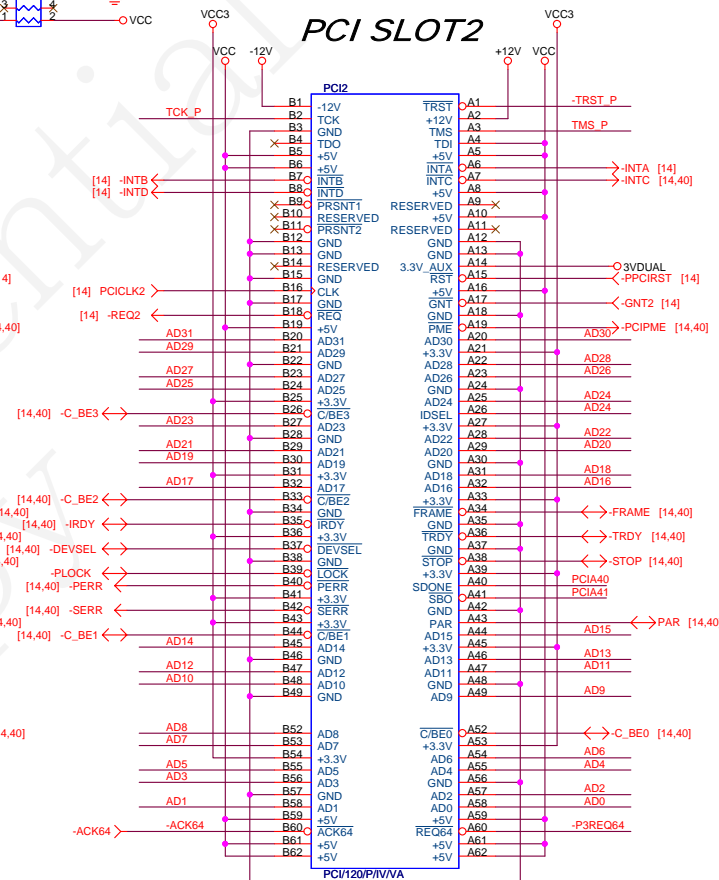 3 4
1 2 VCC
PCI SLOT2
VCC3 VCC3
VCC -12V +12V VCC
PCI2
B1 -12V TRST A1 -TRST_P
TCK_P B2 TCK +12V A2
B3 GND TMS A3 TMS_P
B4 TDO TDI A4
B5 +5V +5V A5
B6 +5V INTA A6 -INTA [14]
[14] -INTB B7 INTB INTC A7 -INTC [14,40]
[14] -INTD B8 INTD +5V A8
B9 PRSNT1 RESERVED A9
B10 RESERVED +5V A10
B11 PRSNT2 RESERVED A11
B12 GND GND A12
B13 GND GND A13
B14 RESERVED 3.3V_AUX A14 3VDUAL
4] B15 GND RST A15 -PPCIRST [14]
[14] PCICLK2 B16 CLK +5V A16
B17 GND GNT A17 -GNT2 [14]
[14] -REQ2 B18 REQ GND A18
,40] B19 +5V PME A19 -PCIPME [14,40]
AD31 B20 AD31 AD30 A20 AD30
AD29 B21 AD29 +3.3V A21
B22 GND AD28 A22 AD28
AD27 B23 AD27 AD26 A23 AD26
AD25 B24 AD25 GND A24
B25 +3.3V AD24 A25 AD24
[14,40] -C_BE3 B26 C/BE3 IDSEL A26 AD24
AD23 B27 AD23 +3.3V A27
B28 GND AD22 A28 AD22
AD21 B29 AD21 AD20 A29 AD20
AD19 B30 AD19 GND A30
B31 +3.3V AD18 A31 AD18
AD17 B32 AD17 AD16 A32 AD16
[14,40] -C_BE2 B33 C/BE2 +3.3V A33
14,40] B34 GND FRAME A34 -FRAME [14,40]
[14,40] -IRDY B35 IRDY GND A35
,40] B36 +3.3V TRDY A36 -TRDY [14,40]
[14,40] -DEVSEL B37 DEVSEL GND A37
,40] B38 GND STOP A38 -STOP [14,40]
-PLOCK B39 LOCK +3.3V A39
[14,40] -PERR B40 PERR SDONE A40 PCIA40
B41 +3.3V SBO A41 PCIA41
[14,40] -SERR B42 SERR GND A42
4,40] B43 +3.3V PAR A43 PAR [14,40
[14,40] -C_BE1 B44 C/BE1 AD15 A44 AD15
AD14 B45 AD14 +3.3V A45
B46 GND AD13 A46 AD13
AD12 B47 AD12 AD11 A47 AD11
AD10 B48 AD10 GND A48
B49 GND AD9 A49 AD9
4,40] AD8 B52 AD8 C/BE0 A52 -C_BE0 [14,40]
AD7 B53 AD7 +3.3V A53
B54 +3.3V AD6 A54 AD6
AD5 B55 AD5 AD4 A55 AD4
AD3 B56 AD3 GND A56
B57 GND AD2 A57 AD2
AD1 B58 AD1 AD0 A58 AD0
B59 +5V +5V A59
-ACK64 -ACK64 B60 ACK64 REQ64 A60 -P3REQ64
B61 +5V +5V A61
B62 +5V +5V A62
PCI/120/P/IV/VA